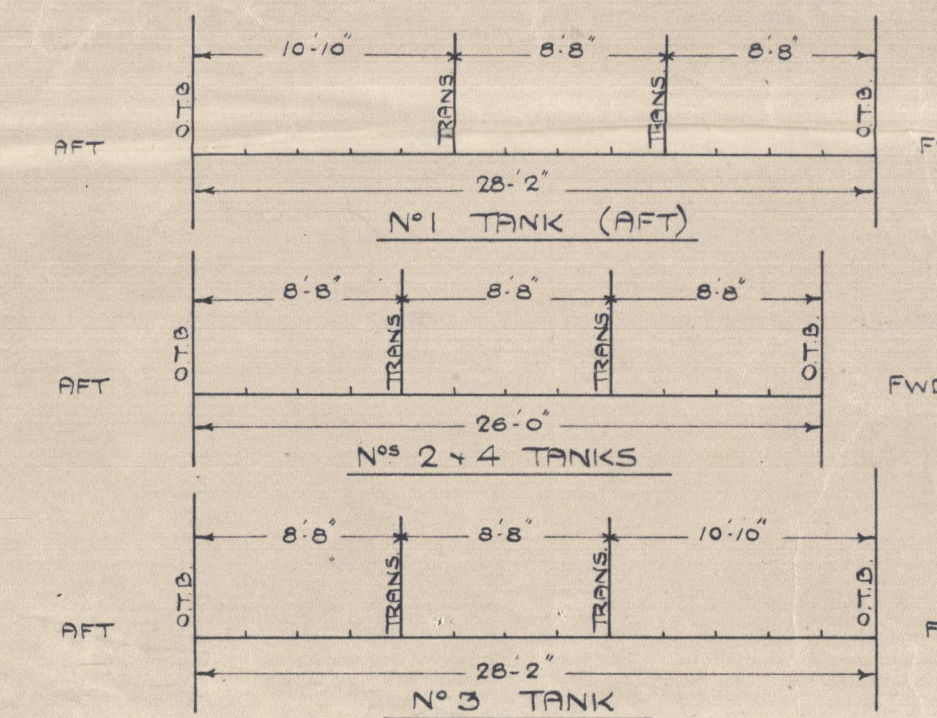 10'-10" 8'-8" 8'-8"
O.T.B. TRANS. TRANS. O.T.B.
AFT F
28'-2"
Nº1 TANK (AFT)
8'-8" 8'-8" 8'-8"
O.T.B. TRANS. TRANS. O.T.B.
AFT FWD
26'-0"
Nºs 2 + 4 TANKS
8'-8" 8'-8" 10'-10"
O.T.B. TRANS. TRANS. O.T.B.
AFT F
28'-2"
Nº 3 TANK